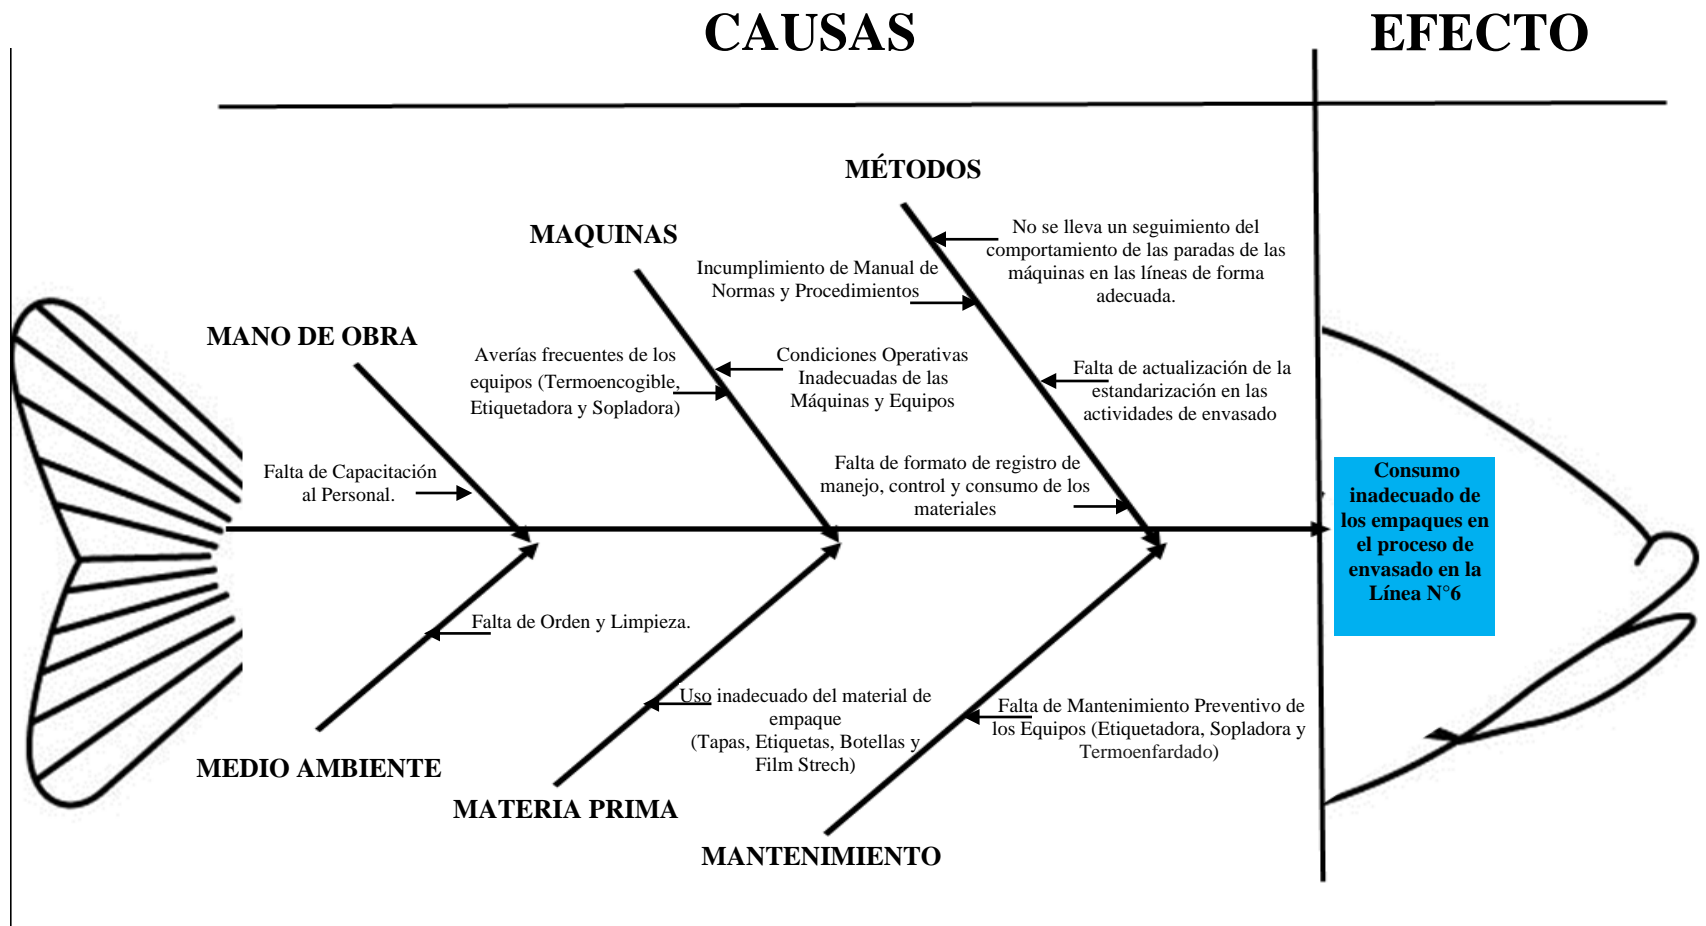 CAUSAS
EFECTO
MÉTODOS
No se lleva un seguimiento del
comportamiento de las paradas de las
máquinas en las líneas de forma
adecuada.
Incumplimiento de Manual de
Normas y Procedimientos
Falta de actualización de la
estandarización en las
actividades de envasado
Falta de formato de registro de
manejo, control y consumo de los
materiales
MAQUINAS
Averías frecuentes de los
equipos (Termoencogible,
Etiquetadora y Sopladora)
Condiciones Operativas
Inadecuadas de las
Máquinas y Equipos
MANO DE OBRA
Falta de Capacitación
al Personal.
Consumo
inadecuado de
los empaques en
el proceso de
envasado en la
Línea N°6
Falta de Orden y Limpieza.
MEDIO AMBIENTE
Uso inadecuado del material de
empaque
(Tapas, Etiquetas, Botellas y
Film Strech)
MATERIA PRIMA
Falta de Mantenimiento Preventivo de
los Equipos (Etiquetadora, Sopladora y
Termoenfardado)
MANTENIMIENTO